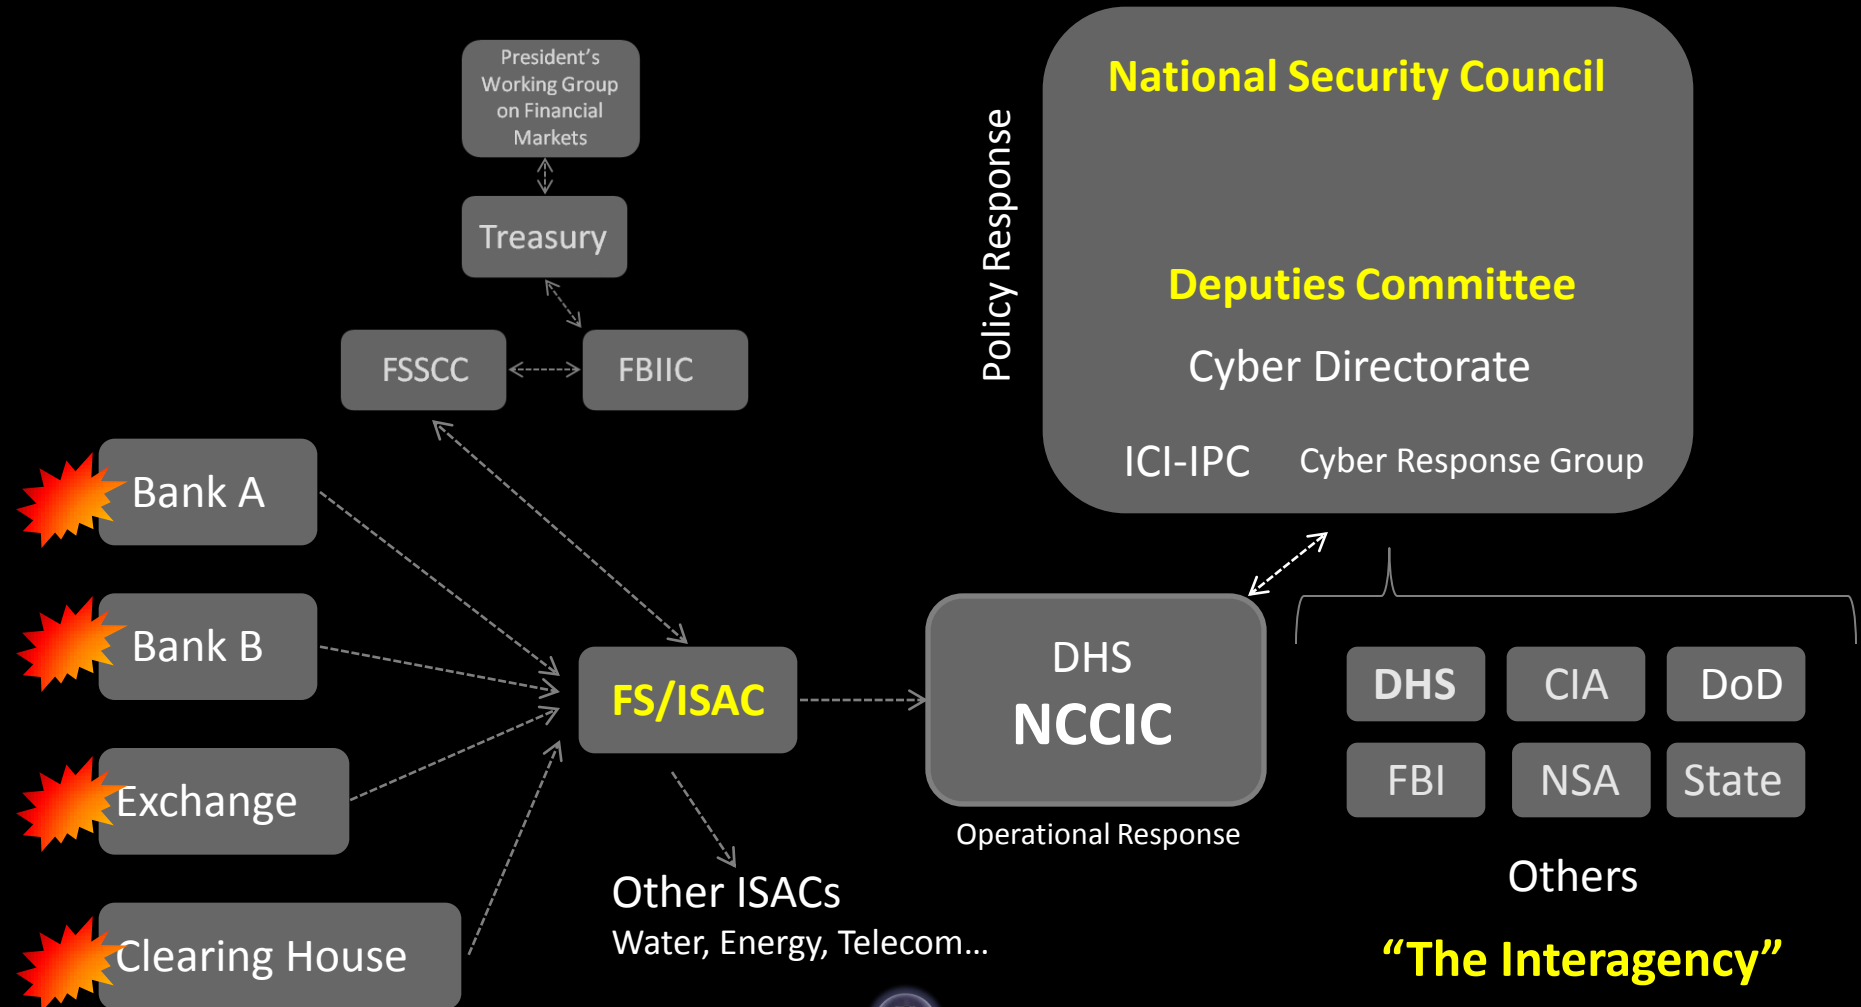 President's
Working Group
on Financial
Markets
Treasury
FSSCC
FBIIC
Bank A
Bank B
Exchange
Clearing House
FS/ISAC
Other ISACs
Water, Energy, Telecom...
DHS
NCCIC
Operational Response
Policy Response
National Security Council
Deputies Committee
Cyber Directorate
ICI-IPC
Cyber Response Group
DHS
CIA
DoD
FBI
NSA
State
Others
“The Interagency”